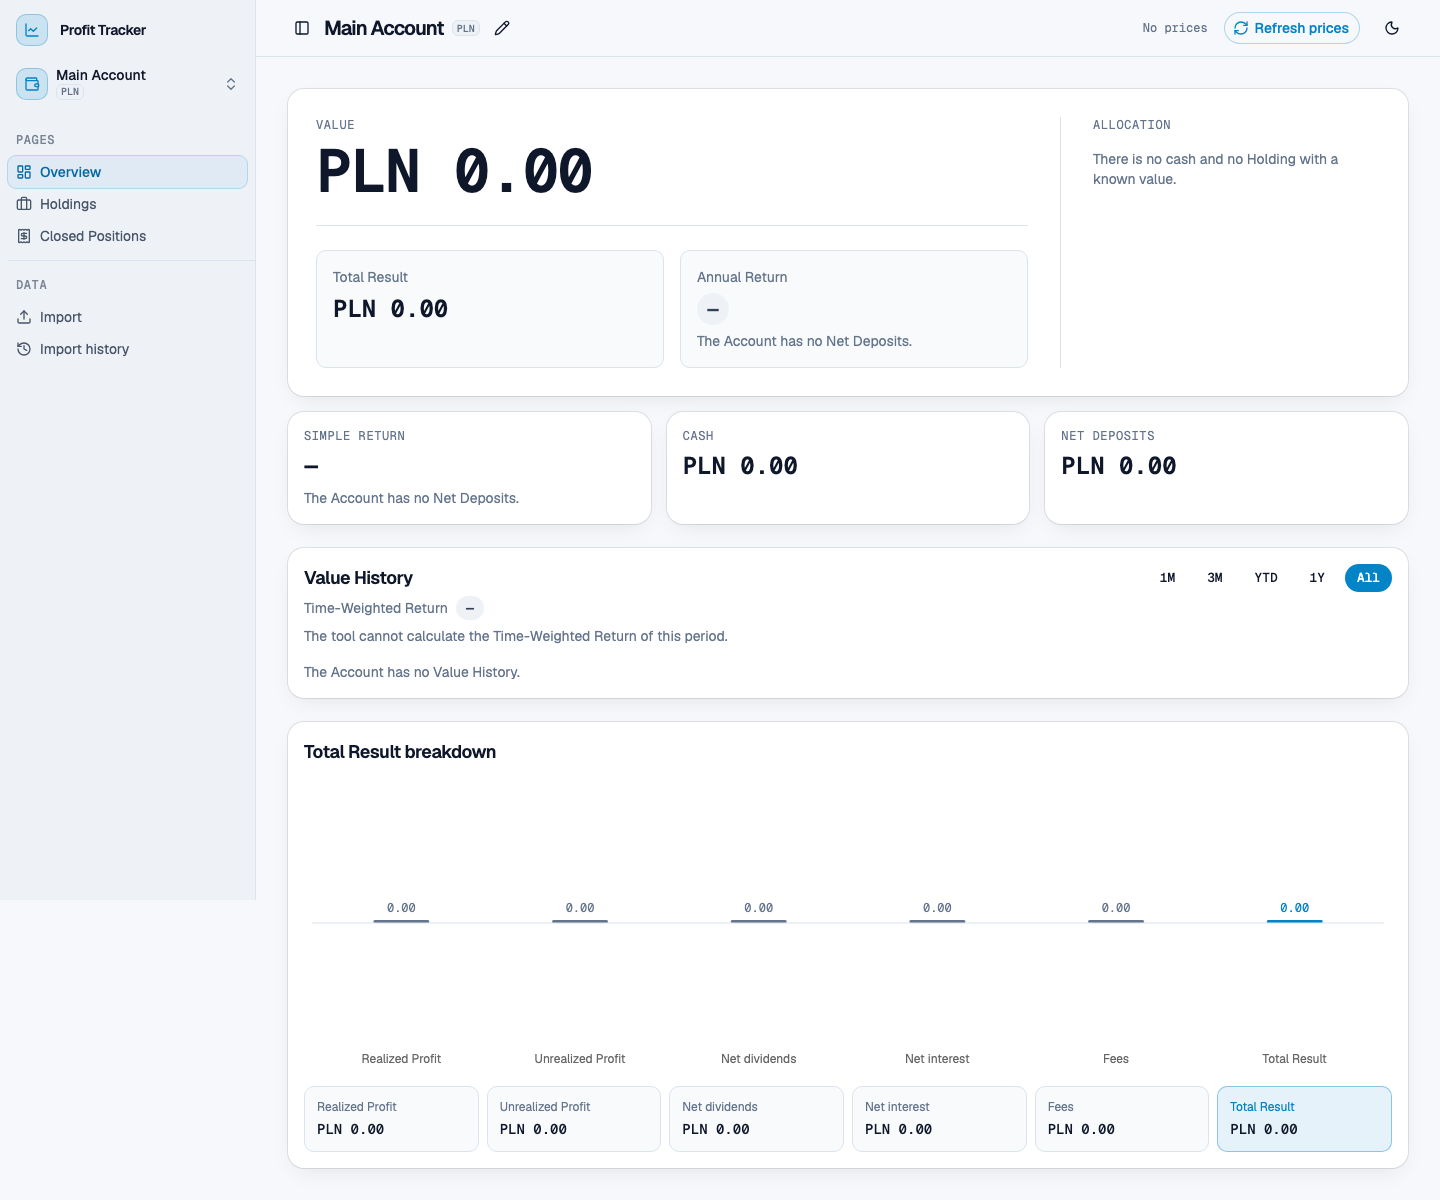 Profit Tracker
Main Account
PLN
PAGES
Overview
Holdings
Closed Positions
DATA
Import
Import history
Main Account PLN
No prices
Refresh prices
VALUE
PLN 0.00
Total Result
PLN 0.00
Annual Return
—
The Account has no Net Deposits.
ALLOCATION
There is no cash and no Holding with a
known value.
SIMPLE RETURN
—
The Account has no Net Deposits.
CASH
PLN 0.00
NET DEPOSITS
PLN 0.00
Value History
1M 3M YTD 1Y All
Time-Weighted Return —
The tool cannot calculate the Time-Weighted Return of this period.
The Account has no Value History.
Total Result breakdown
0.00 0.00 0.00 0.00 0.00 0.00
Realized Profit Unrealized Profit Net dividends Net interest Fees Total Result
Realized Profit
PLN 0.00
Unrealized Profit
PLN 0.00
Net dividends
PLN 0.00
Net interest
PLN 0.00
Fees
PLN 0.00
Total Result
PLN 0.00